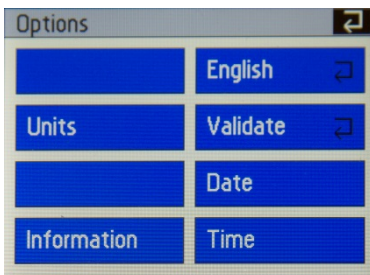 Options
English
Units
Validate
Date
Information
Time